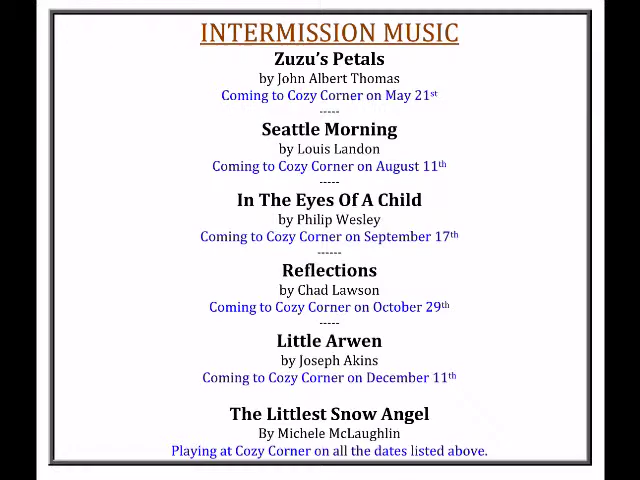 INTERMISSION MUSIC
Zuzu's Petals
by John Albert Thomas
Coming to Cozy Corner on May 21st
-----
Seattle Morning
by Louis Landon
Coming to Cozy Corner on August 11th
-----
In The Eyes Of A Child
by Philip Wesley
Coming to Cozy Corner on September 17th
------
Reflections
by Chad Lawson
Coming to Cozy Corner on October 29th
-----
Little Arwen
by Joseph Akins
Coming to Cozy Corner on December 11th
The Littlest Snow Angel
By Michele McLaughlin
Playing at Cozy Corner on all the dates listed above.